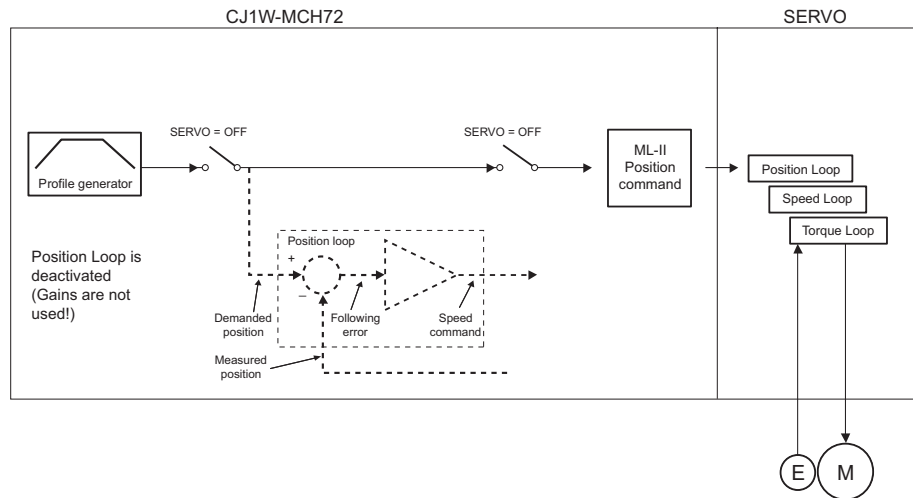 CJ1W-MCH72
SERVO
SERVO = OFF
SERVO = OFF
Profile generator
ML-II
Position
command
Position Loop
Speed Loop
Torque Loop
Position Loop is
deactivated
(Gains are not
used!)
Position loop
+
–
Demanded
position
Following
error
Speed
command
Measured
position
E
M